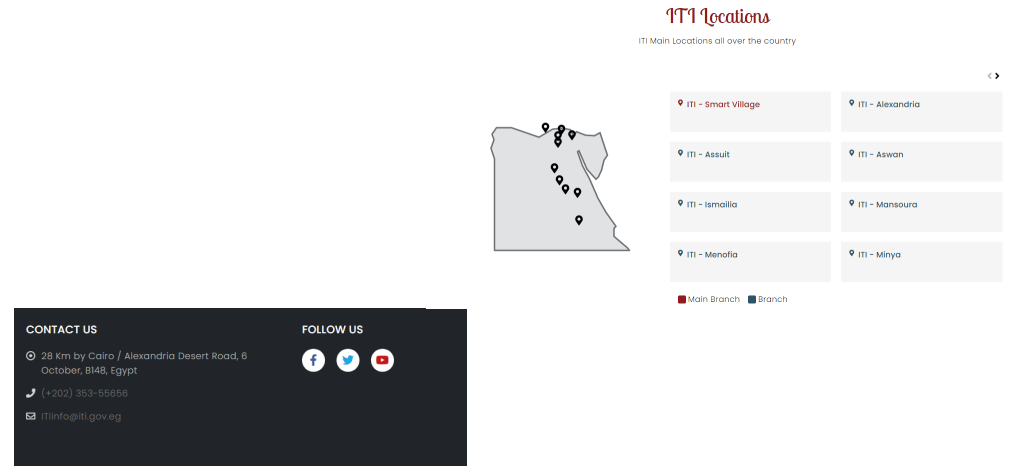 ITI Locations
ITI Main Locations all over the country
ITI - Smart Village
ITI - Alexandria
ITI - Assuit
ITI - Aswan
ITI - Ismailia
ITI - Mansoura
ITI - Menofia
ITI - Minya
Main Branch
Branch
CONTACT US
28 Km by Cairo / Alexandria Desert Road, 6
October, B148, Egypt
(+202) 353-55656
ITIinfo@iti.gov.eg
FOLLOW US